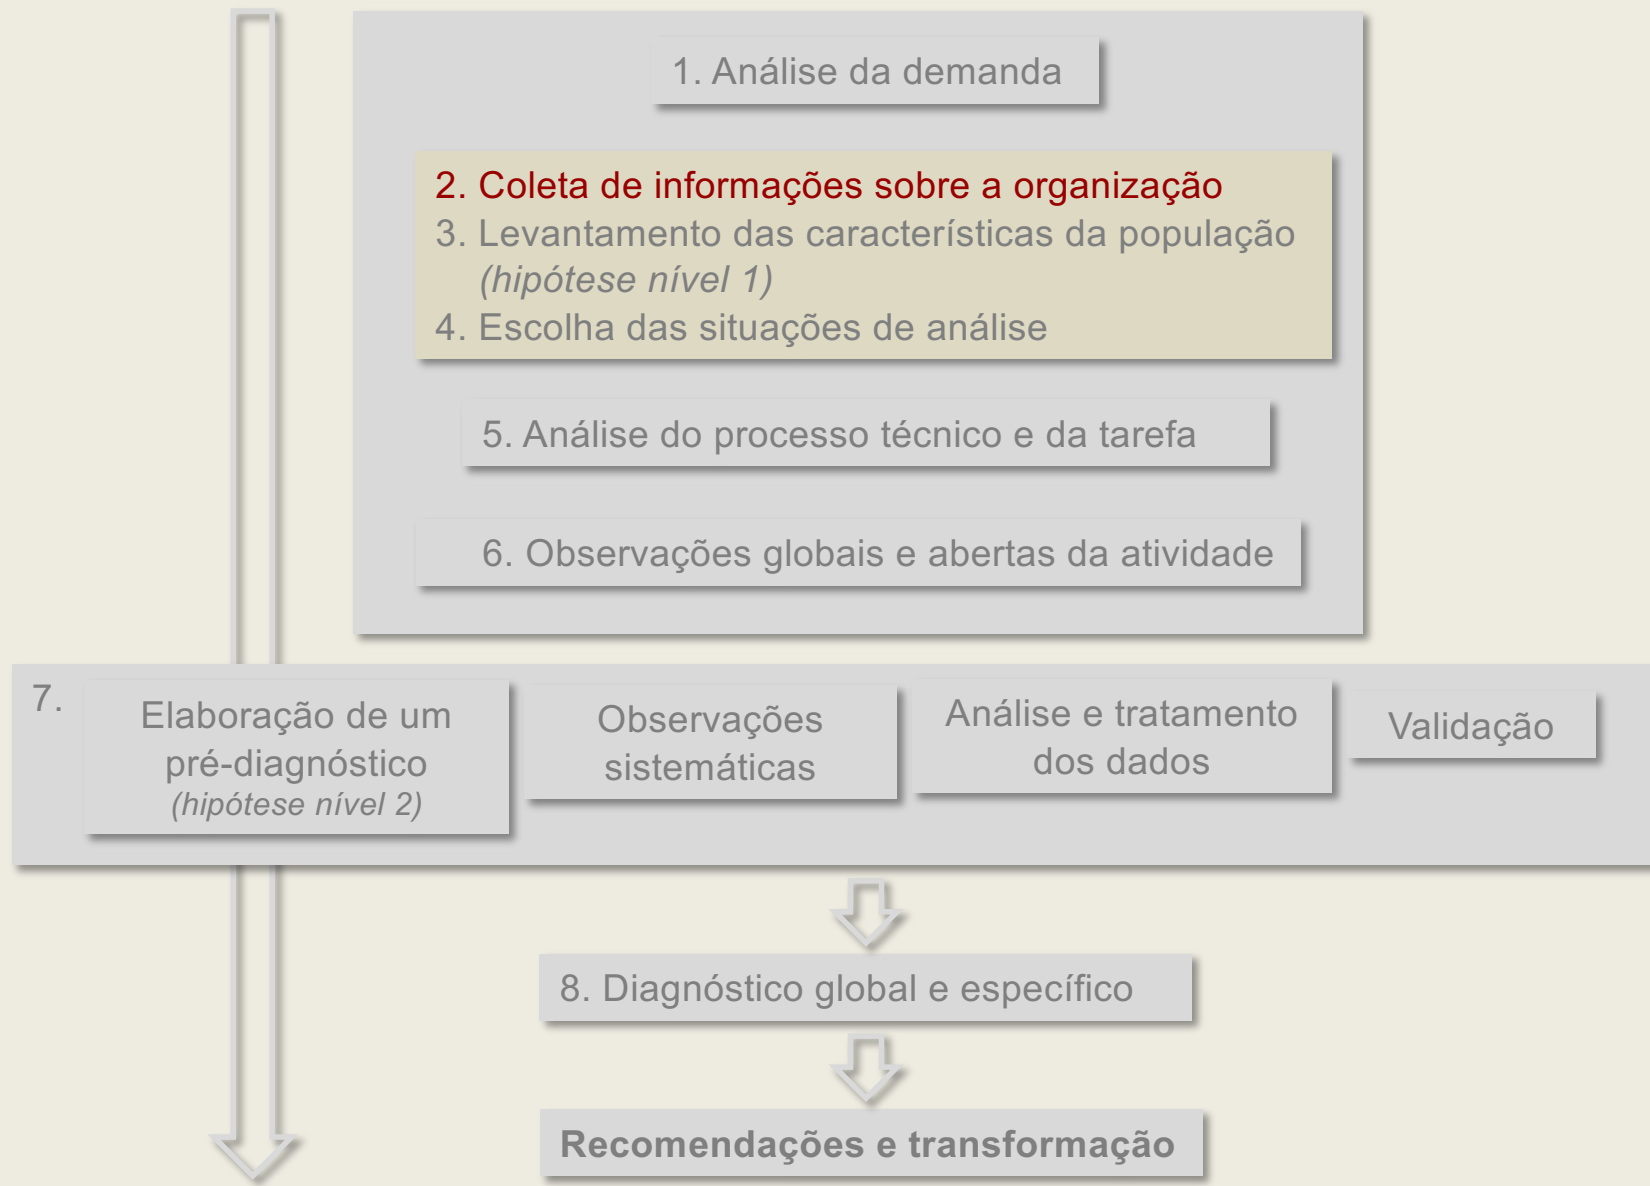 1. Análise da demanda
2. Coleta de informações sobre a organização
3. Levantamento das características da população
(hipótese nível 1)
4. Escolha das situações de análise
5. Análise do processo técnico e da tarefa
6. Observações globais e abertas da atividade
7.
Elaboração de um
pré-diagnóstico
(hipótese nível 2)
Observações
sistemáticas
Análise e tratamento
dos dados
Validação
8. Diagnóstico global e específico
Recomendações e transformação